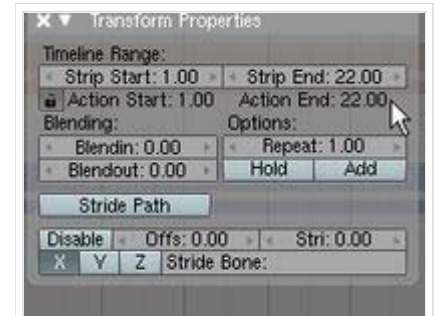 Transform Properties
Timeline Range:
Strip Start: 1.00 Strip End: 22.00
Action Start: 1.00 Action End: 22.00
Blending: Options:
Blendin: 0.00 Repeat: 1.00
Blendout: 0.00 Hold Add
Stride Path
Disable Offs: 0.00 Stri: 0.00
X Y Z Stride Bone: